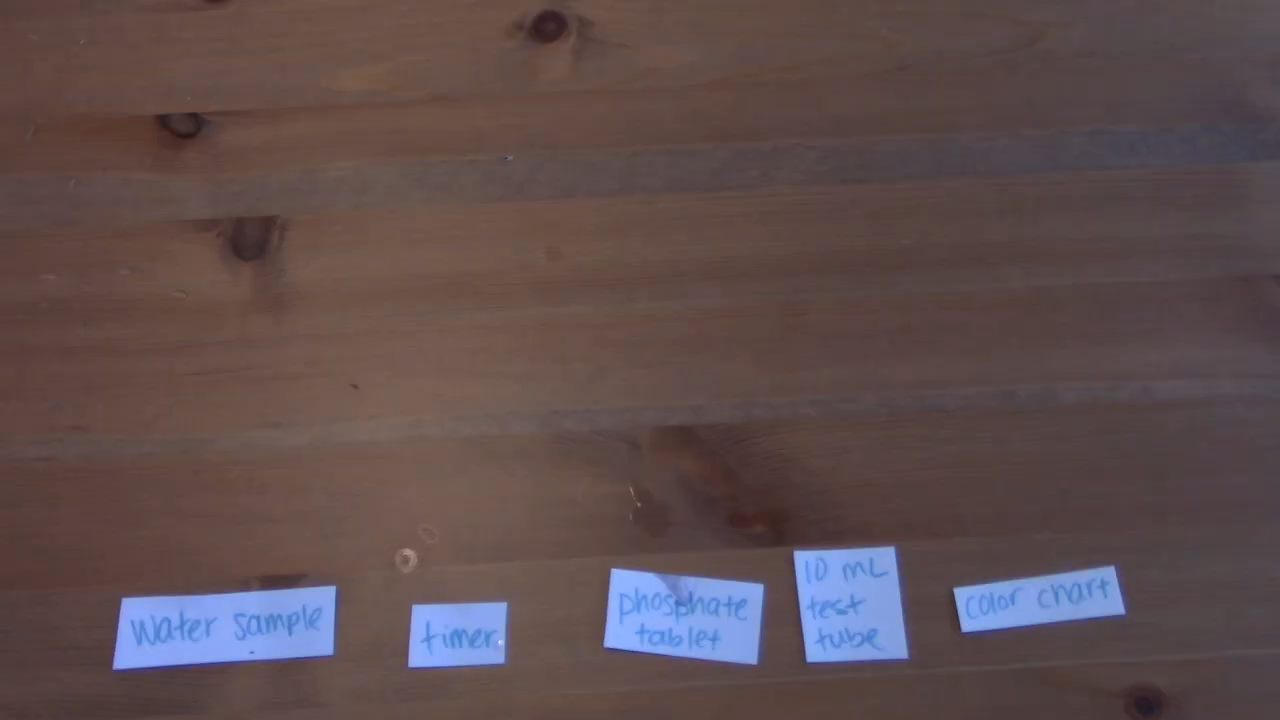 water sample
timer
phosphate
tablet
10 mL
test
tube
color chart